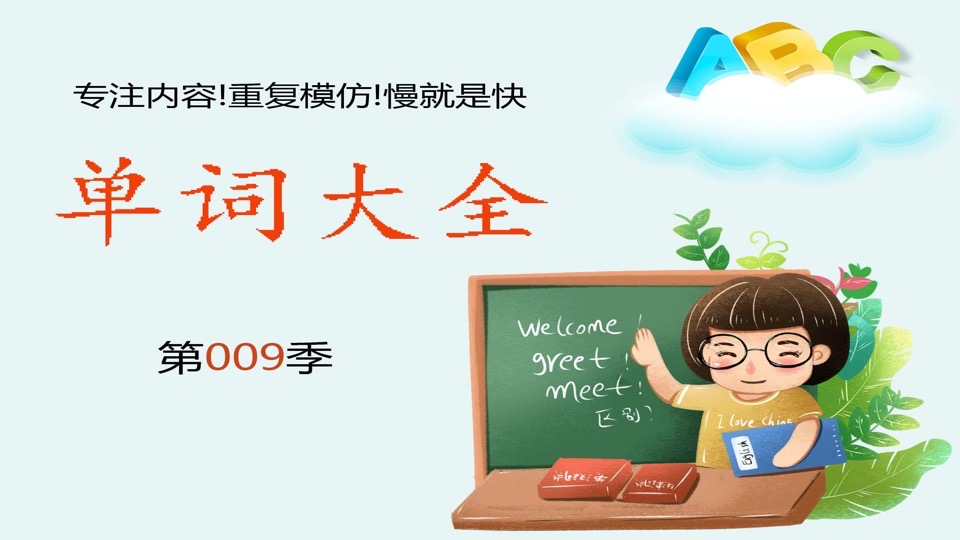 ABC
专注内容!重复模仿!慢就是快
单词大全
第009季
Welcome!
greet!
meet!
区别?
I love China
English